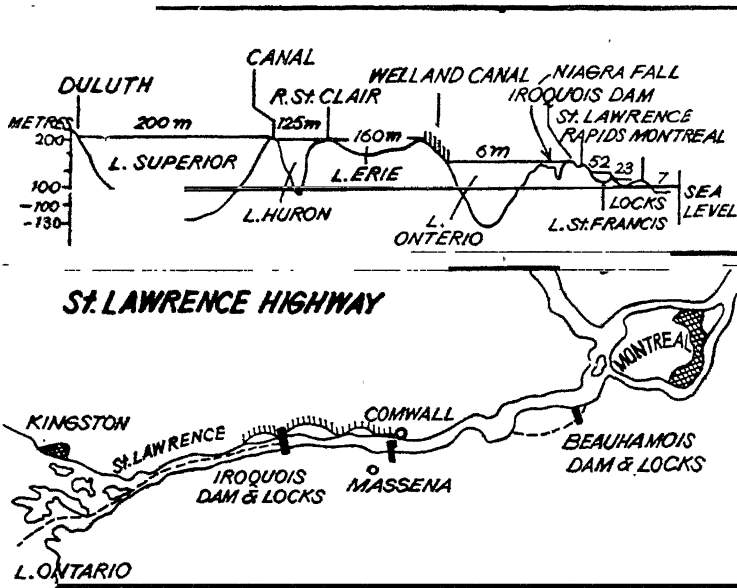 CANAL
DULUTH
R.St.CLAIR
WELLAND CANAL
NIAGRA FALL
IROQUOIS DAM
St. LAWRENCE
RAPIDS MONTREAL
METRES
200
200 m
125m
160m
6m
52
23
7
L. SUPERIOR
L. ERIE
100
-100
-130
L. HURON
L.
ONTERIO
LOCKS
L. St. FRANCIS
SEA
LEVEL
St. LAWRENCE HIGHWAY
MONTREAL
KINGSTON
St. LAWRENCE
COMWALL
IROQUOIS
DAM & LOCKS
MASSENA
BEAUHAMOIS
DAM & LOCKS
L. ONTARIO